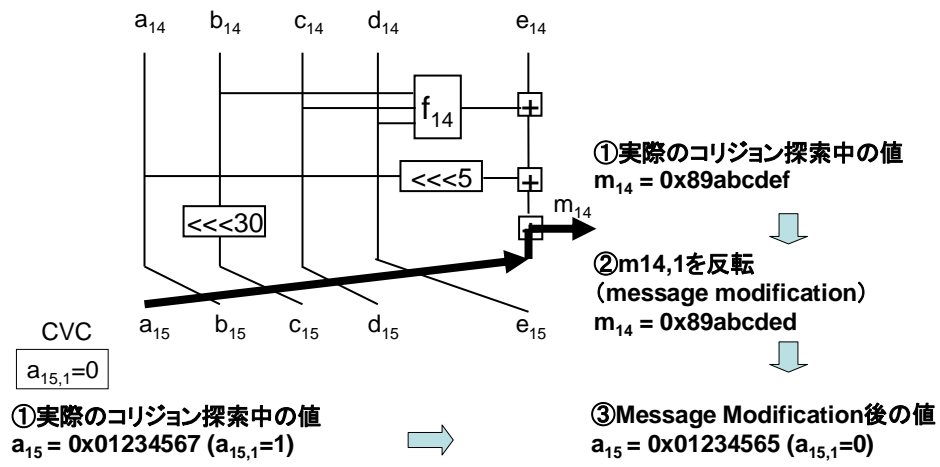 a14 b14 c14 d14 e14
f14
+
<<<5
+
m14
<<<30
+
a15 b15 c15 d15 e15
CVC
a15,1=0
①実際のコリジョン探索中の値
a15 = 0x01234567 (a15,1=1)
①実際のコリジョン探索中の値
m14 = 0x89abcdef
②m14,1を反転
（message modification）
m14 = 0x89abcded
③Message Modification後の値
a15 = 0x01234565 (a15,1=0)